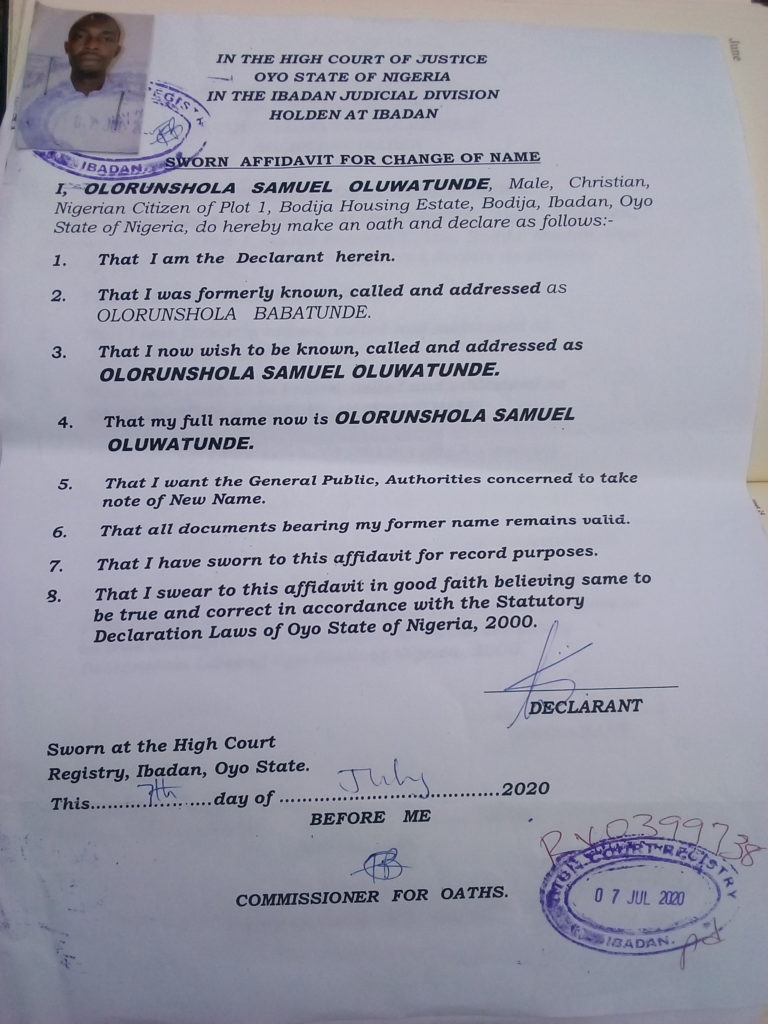 IN THE HIGH COURT OF JUSTICE
OYO STATE OF NIGERIA
IN THE IBADAN JUDICIAL DIVISION
HOLDEN AT IBADAN
REGIST
IBADAN.
SWORN AFFIDAVIT FOR CHANGE OF NAME
I, OLORUNSHOLA SAMUEL OLUWATUNDE, Male, Christian,
Nigerian Citizen of Plot 1, Bodija Housing Estate, Bodija, Ibadan, Oyo
State of Nigeria, do hereby make an oath and declare as follows:-
1. That I am the Declarant herein.
2. That I was formerly known, called and addressed as
OLORUNSHOLA BABATUNDE.
3. That I now wish to be known, called and addressed as
OLORUNSHOLA SAMUEL OLUWATUNDE.
4. That my full name now is OLORUNSHOLA SAMUEL
OLUWATUNDE.
5. That I want the General Public, Authorities concerned to take
note of New Name.
6. That all documents bearing my former name remains valid.
7. That I have sworn to this affidavit for record purposes.
8. That I swear to this affidavit in good faith believing same to
be true and correct in accordance with the Statutory
Declaration Laws of Oyo State of Nigeria, 2000.
DECLARANT
Sworn at the High Court
Registry, Ibadan, Oyo State.
This....7th....day of ....July....2020
BEFORE ME
COMMISSIONER FOR OATHS.
RV0399738
HIGH COURT REGISTRY
07 JUL 2020
IBADAN.
pd
June